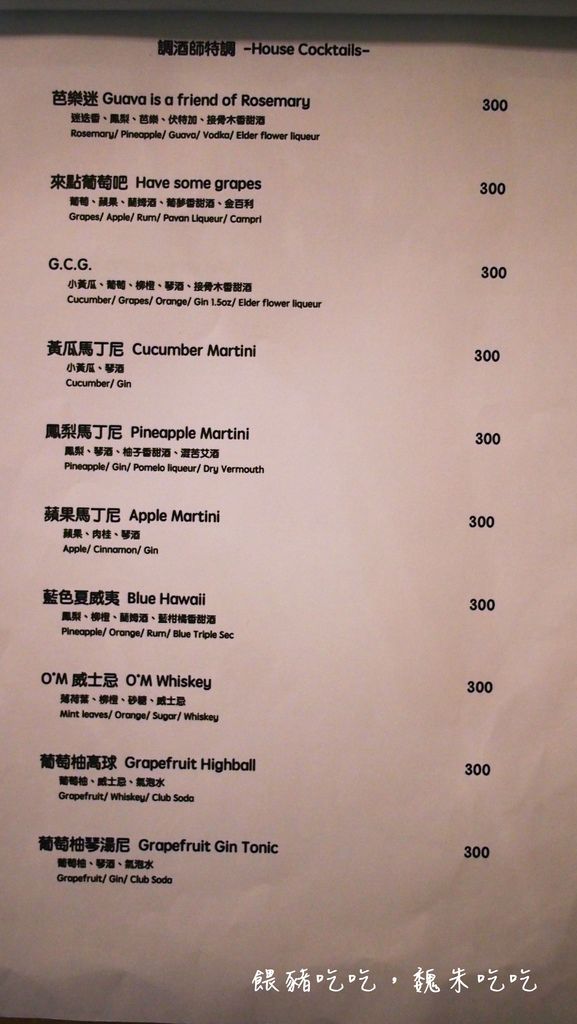 調酒師特調 -House Cocktails-
芭樂迷 Guava is a friend of Rosemary 300
迷迭香、鳳梨、芭樂、伏特加、接骨木香甜酒
Rosemary/ Pineapple/ Guava/ Vodka/ Elder flower liqueur
來點葡萄吧 Have some grapes 300
葡萄、蘋果、蘭姆酒、葡夢香甜酒、金百利
Grapes/ Apple/ Rum/ Pavan Liqueur/ Campri
G.C.G. 300
小黃瓜、葡萄、柳橙、琴酒、接骨木香甜酒
Cucumber/ Grapes/ Orange/ Gin 1.5oz/ Elder flower liqueur
黃瓜馬丁尼 Cucumber Martini 300
小黃瓜、琴酒
Cucumber/ Gin
鳳梨馬丁尼 Pineapple Martini 300
鳳梨、琴酒、柚子香甜酒、澀苦艾酒
Pineapple/ Gin/ Pomelo liqueur/ Dry Vermouth
蘋果馬丁尼 Apple Martini 300
蘋果、肉桂、琴酒
Apple/ Cinnamon/ Gin
藍色夏威夷 Blue Hawaii 300
鳳梨、柳橙、蘭姆酒、藍柑橘香甜酒
Pineapple/ Orange/ Rum/ Blue Triple Sec
O*M 威士忌 O*M Whiskey 300
薄荷葉、柳橙、砂糖、威士忌
Mint leaves/ Orange/ Sugar/ Whiskey
葡萄柚高球 Grapefruit Highball 300
葡萄柚、威士忌、氣泡水
Grapefruit/ Whiskey/ Club Soda
葡萄柚琴湯尼 Grapefruit Gin Tonic 300
葡萄柚、琴酒、氣泡水
Grapefruit/ Gin/ Club Soda
餵豬吃吃，魏朱吃吃